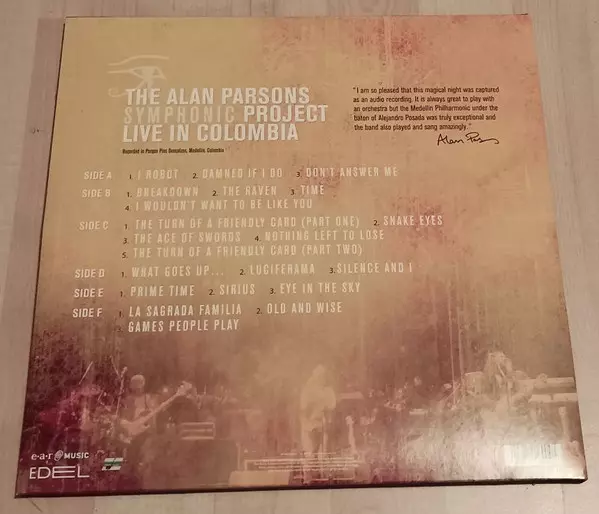 THE ALAN PARSONS
SYMPHONIC PROJECT
LIVE IN COLOMBIA
Recorded in Parque Pies Descalzos, Medellin, Colombia
" I am so pleased that this magical night was captured
as an audio recording. It is always great to play with
an orchestra but the Medellin Philharmonic under the
baton of Alejandro Posada was truly exceptional and
the band also played and sang amazingly."
SIDE A 1. I ROBOT 2. DAMNED IF I DO 3. DON'T ANSWER ME
SIDE B 1. BREAKDOWN 2. THE RAVEN 3. TIME
4. I WOULDN'T WANT TO BE LIKE YOU
SIDE C 1. THE TURN OF A FRIENDLY CARD (PART ONE) 2. SNAKE EYES
3. THE ACE OF SWORDS 4. NOTHING LEFT TO LOSE
5. THE TURN OF A FRIENDLY CARD (PART TWO)
SIDE D 1. WHAT GOES UP... 2. LUCIFERAMA 3. SILENCE AND I
SIDE E 1. PRIME TIME 2. SIRIUS 3. EYE IN THE SKY
SIDE F 1. LA SAGRADA FAMILIA 2. OLD AND WISE
3. GAMES PEOPLE PLAY
e-a-r MUSIC
EDEL